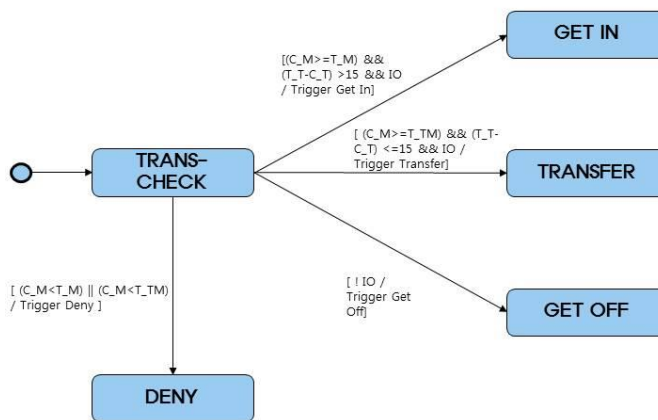 GET IN
[(C_M>=T_M) &&
(T_T-C_T) >15 && IO
/ Trigger Get In]
[ (C_M>=T_TM) && (T_T-
C_T) <=15 && IO /
Trigger Transfer]
TRANS-
CHECK
TRANSFER
[ (C_M<T_M) || (C_M<T_TM)
/ Trigger Deny ]
[ ! IO /
Trigger Get
Off]
GET OFF
DENY